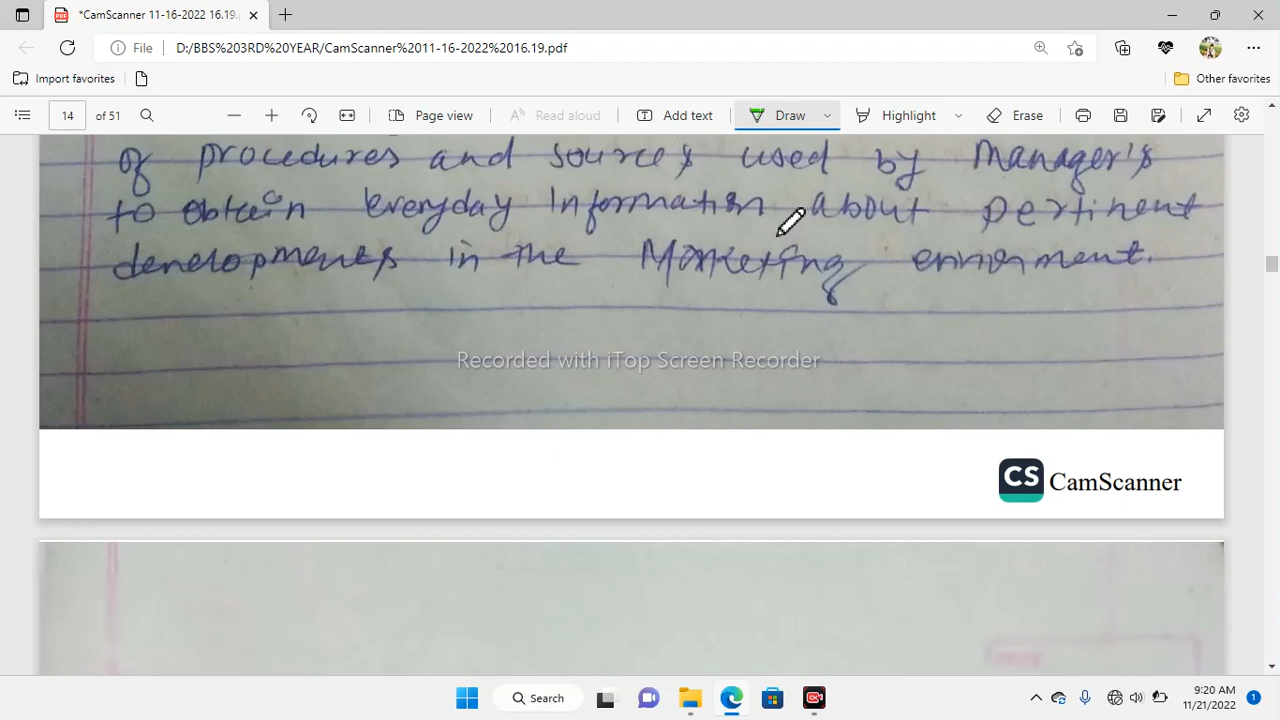 *CamScanner 11-16-2022 16.19.
File D:/BBS%203RD%20YEAR/CamScanner%2011-16-2022%2016.19.pdf
Import favorites Other favorites
14 of 51 Page view Read aloud Add text Draw Highlight Erase
of procedures and sources used by Manager's
to obtain everyday Information about pertinent
developments in the Marketing
Recorded with iTop Screen Recorder
CS CamScanner
Search 9:20 AM
11/21/2022 1